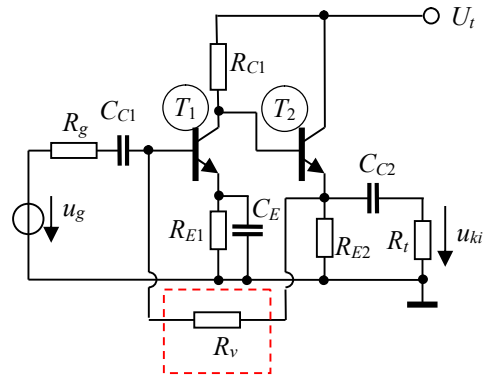 U_t
R_C1
T_1
T_2
C_C1
R_g
C_C2
u_g
R_E1
C_E
R_E2
R_t
u_ki
R_v